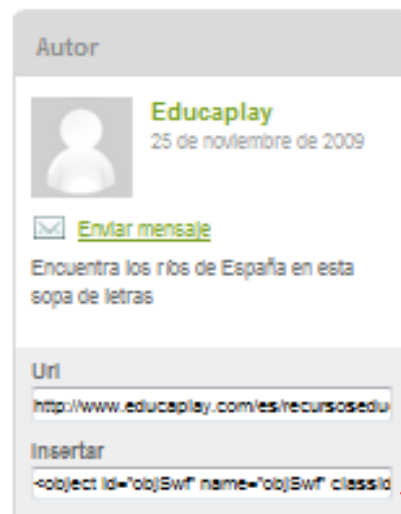 Autor
Educaplay
25 de noviembre de 2009
Enviar mensaje
Encuentra los ríos de España en esta
sopa de letras
Url
http://www.educaplay.com/es/recursosedu
Insertar
<object id="objSwf" name="objSwf" classid